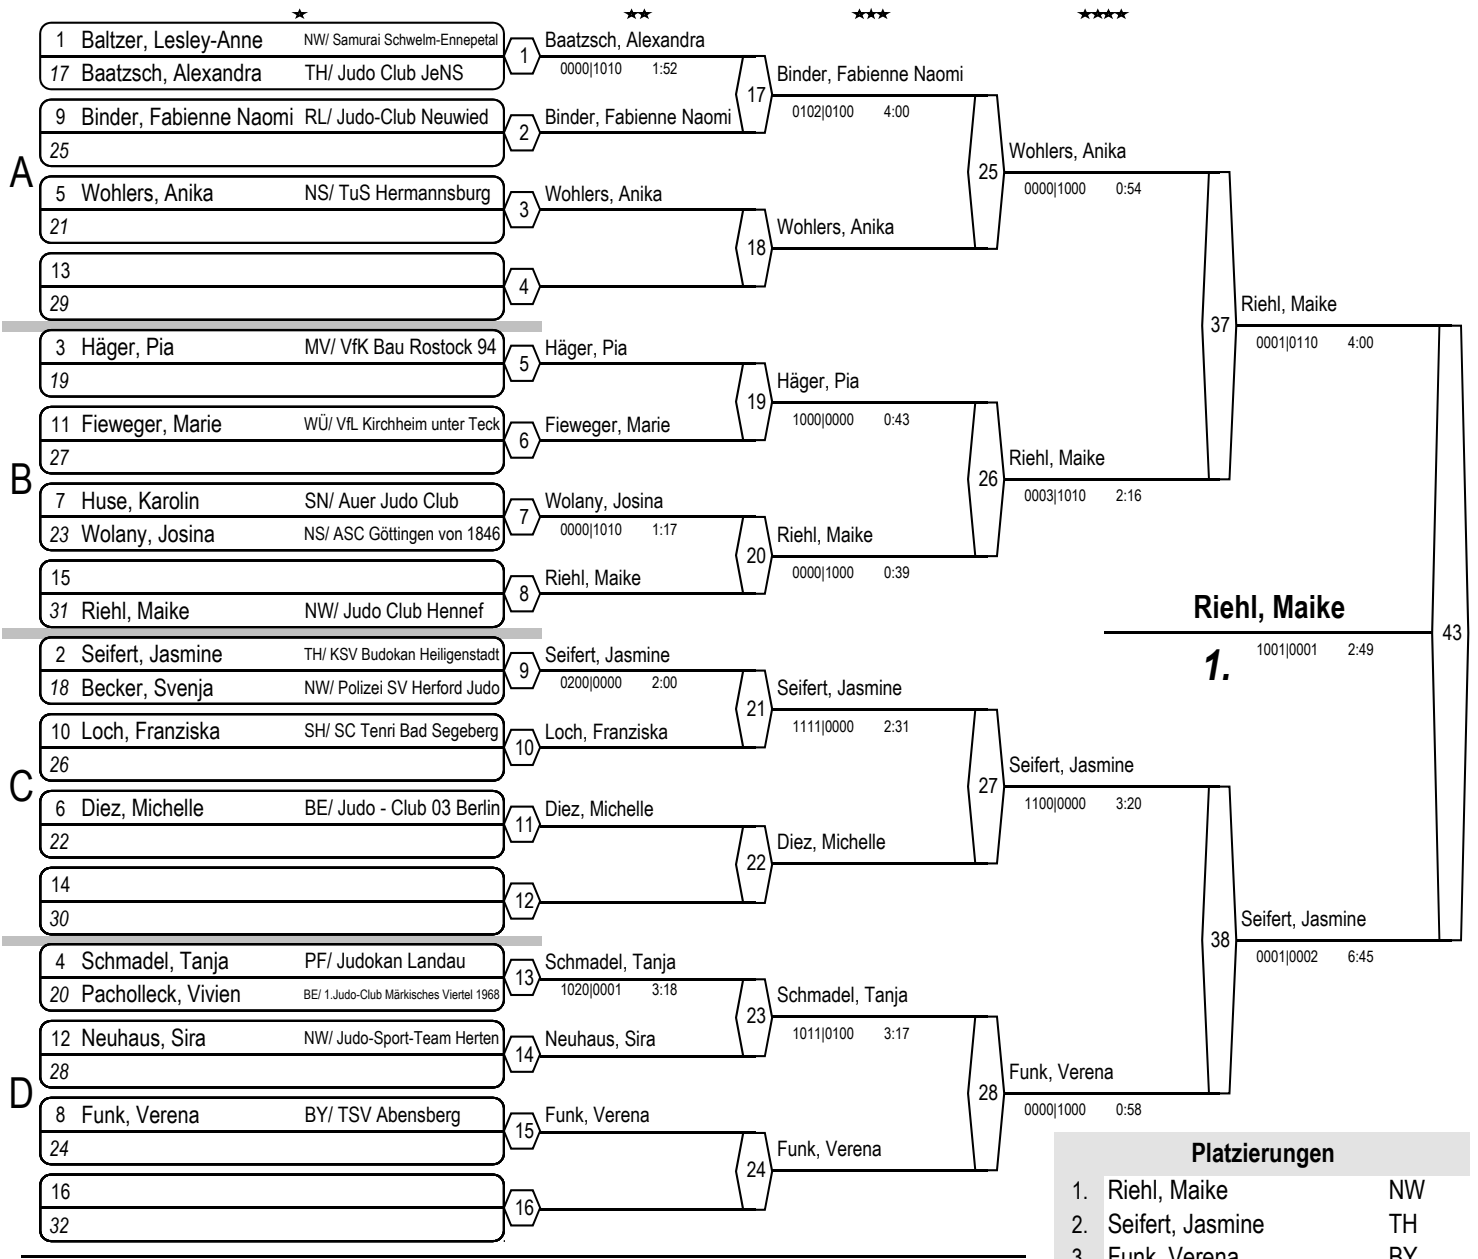 1 Baltzer, Lesley-Anne NW/ Samurai Schwelm-Ennepetal
17 Baatzsch, Alexandra TH/ Judo Club JeNS
9 Binder, Fabienne Naomi RL/ Judo-Club Neuwied
25
A
5 Wohlers, Anika NS/ TuS Hermannsburg
21
13
29
3 Häger, Pia MV/ VfK Bau Rostock 94
19
11 Fieweger, Marie WÜ/ VfL Kirchheim unter Teck
27
B
7 Huse, Karolin SN/ Auer Judo Club
23 Wolany, Josina NS/ ASC Göttingen von 1846
15
31 Riehl, Maike NW/ Judo Club Hennef
2 Seifert, Jasmine TH/ KSV Budokan Heiligenstadt
18 Becker, Svenja NW/ Polizei SV Herford Judo
10 Loch, Franziska SH/ SC Tenri Bad Segeberg
26
C
6 Diez, Michelle BE/ Judo - Club 03 Berlin
22
14
30
4 Schmadel, Tanja PF/ Judokan Landau
20 Pacholleck, Vivien BE/ 1.Judo-Club Märkisches Viertel 1968
12 Neuhaus, Sira NW/ Judo-Sport-Team Herten
28
D
8 Funk, Verena BY/ TSV Abensberg
24
16
32
1 Baatzsch, Alexandra
0000|1010 1:52
2 Binder, Fabienne Naomi
3 Wohlers, Anika
4
5 Häger, Pia
6 Fieweger, Marie
7 Wolany, Josina
0000|1010 1:17
8 Riehl, Maike
9 Seifert, Jasmine
0200|0000 2:00
10 Loch, Franziska
11 Diez, Michelle
12
13 Schmadel, Tanja
1020|0001 3:18
14 Neuhaus, Sira
15 Funk, Verena
16
17 Binder, Fabienne Naomi
0102|0100 4:00
18 Wohlers, Anika
19 Häger, Pia
1000|0000 0:43
20 Riehl, Maike
0000|1000 0:39
21 Seifert, Jasmine
1111|0000 2:31
22 Diez, Michelle
23 Schmadel, Tanja
1011|0100 3:17
24 Funk, Verena
25 Wohlers, Anika
0000|1000 0:54
26 Riehl, Maike
0003|1010 2:16
27 Seifert, Jasmine
1100|0000 3:20
28 Funk, Verena
0000|1000 0:58
37 Riehl, Maike
0001|0110 4:00
38 Seifert, Jasmine
0001|0002 6:45
43
Riehl, Maike
1. 1001|0001 2:49
Platzierungen
1. Riehl, Maike NW
2. Seifert, Jasmine TH
3. Funk, Verena BY